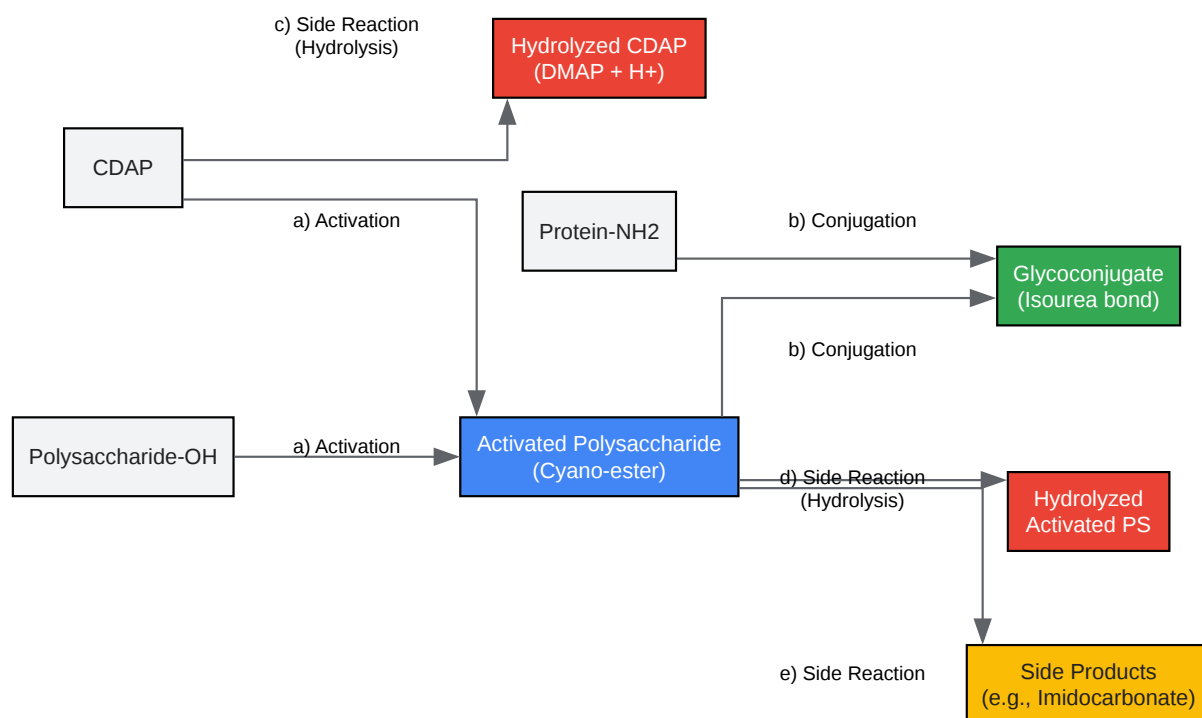 c) Side Reaction
(Hydrolysis)
Hydrolyzed CDAP
(DMAP + H+)
CDAP
a) Activation
Protein-NH2
b) Conjugation
Glycoconjugate
(Isourea bond)
b) Conjugation
Polysaccharide-OH
a) Activation
Activated Polysaccharide
(Cyano-ester)
d) Side Reaction
(Hydrolysis)
Hydrolyzed
Activated PS
e) Side Reaction
Side Products
(e.g., Imidocarbonate)